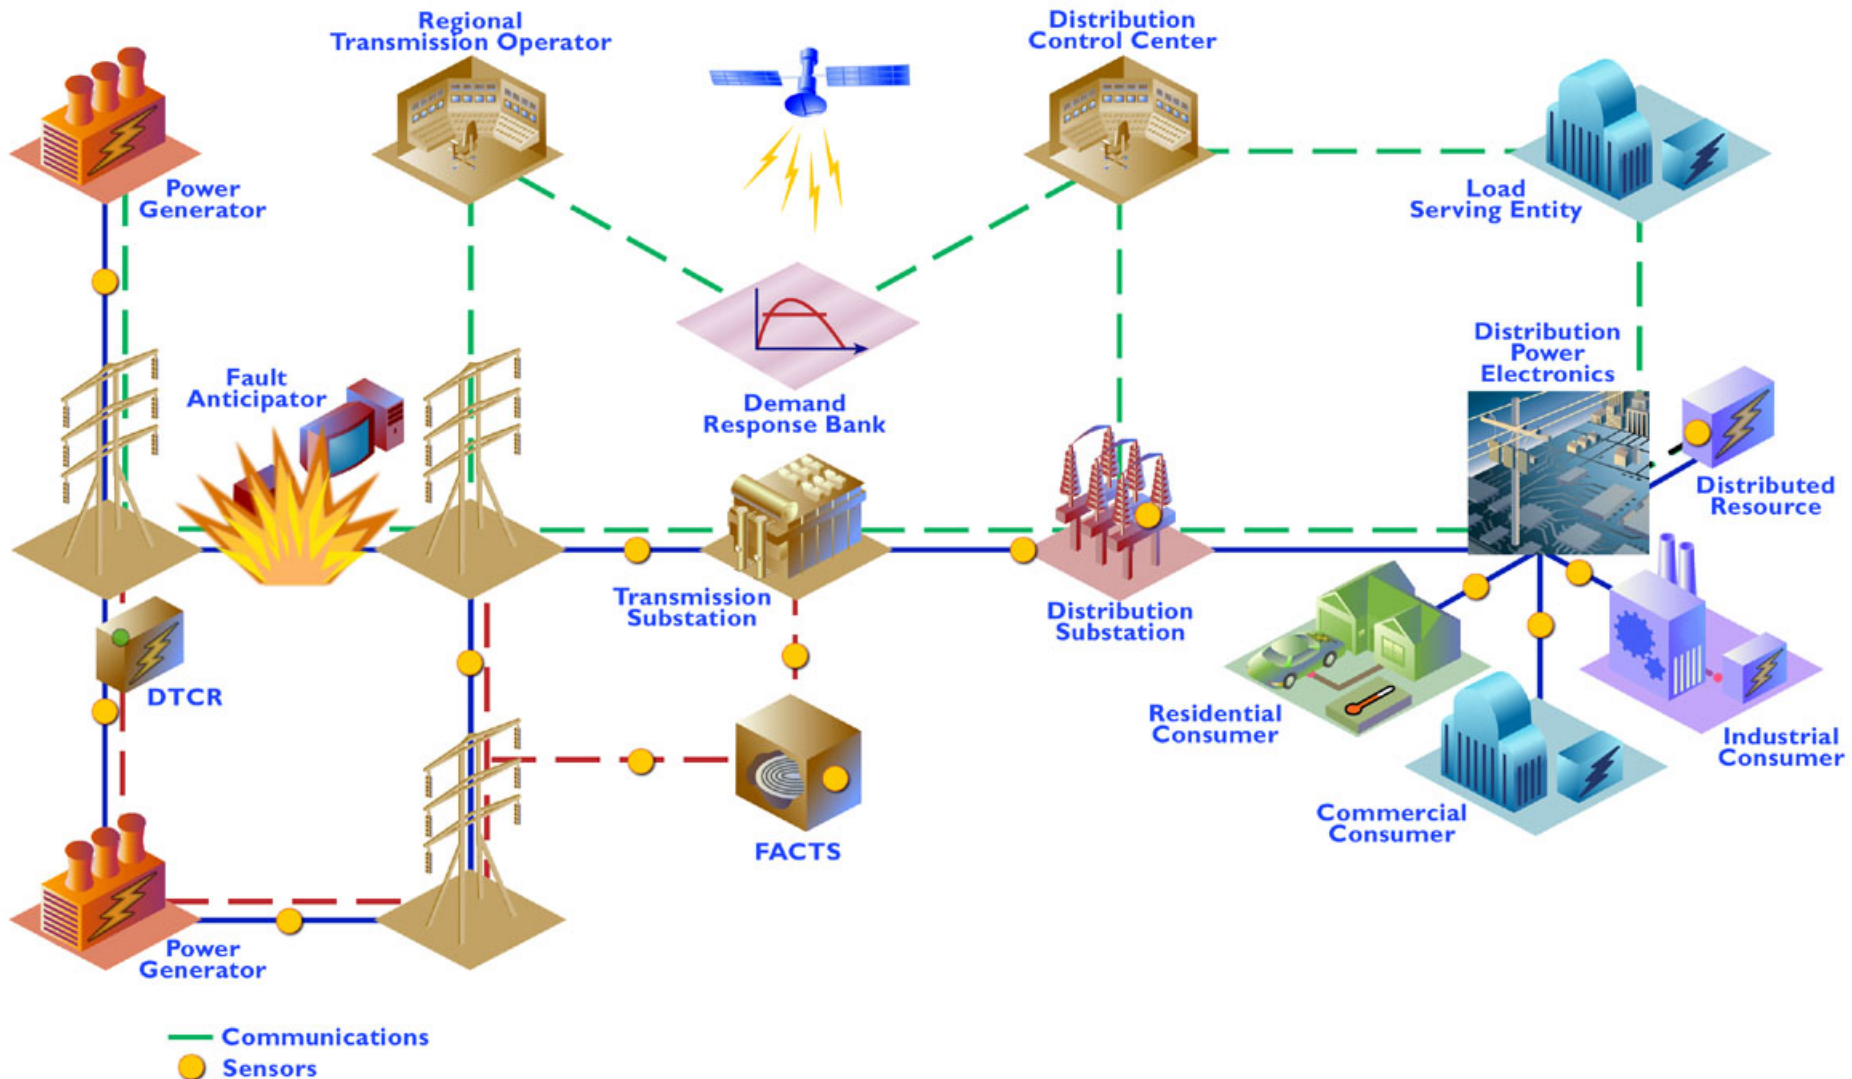 Regional
Transmission Operator
Distribution
Control Center
Power
Generator
Load
Serving Entity
Distribution
Power
Electronics
Fault
Anticipator
Demand
Response Bank
Distributed
Resource
Transmission
Substation
Distribution
Substation
DTCR
Residential
Consumer
Industrial
Consumer
Commercial
Consumer
FACTS
Power
Generator
Communications
Sensors